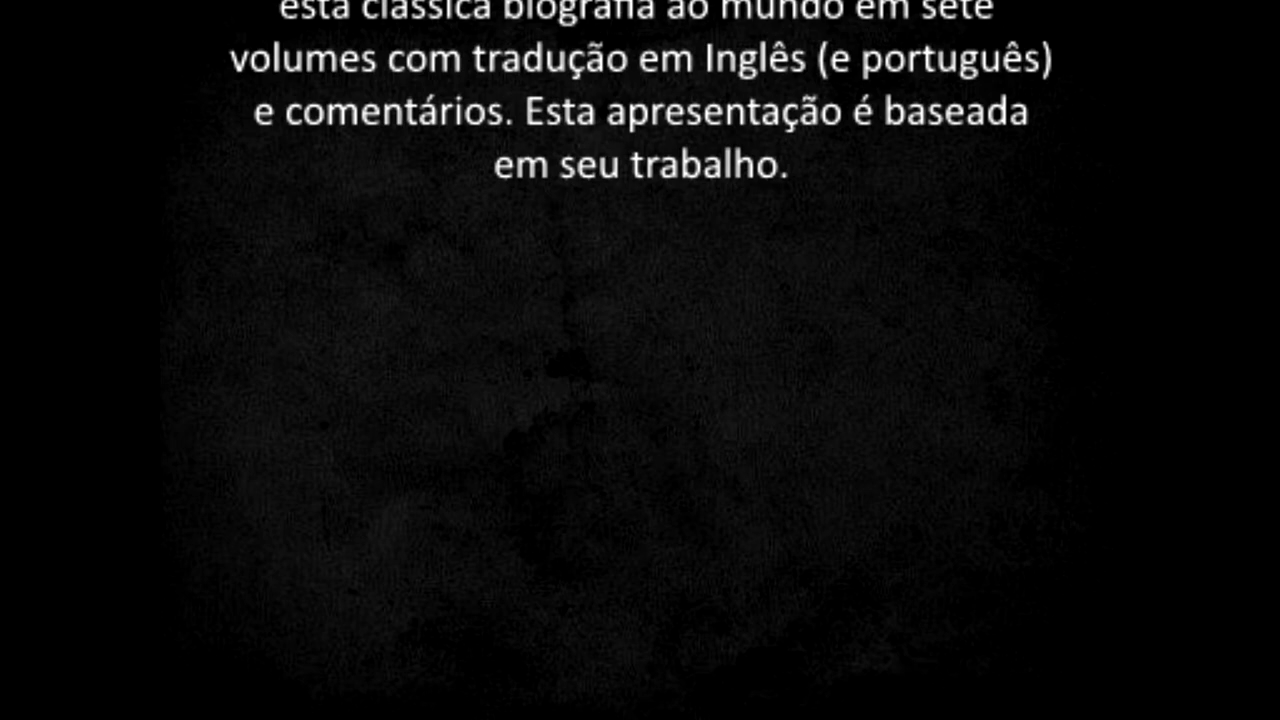 esta clássica biografia ao mundo em sete
volumes com tradução em Inglês (e português)
e comentários. Esta apresentação é baseada
em seu trabalho.